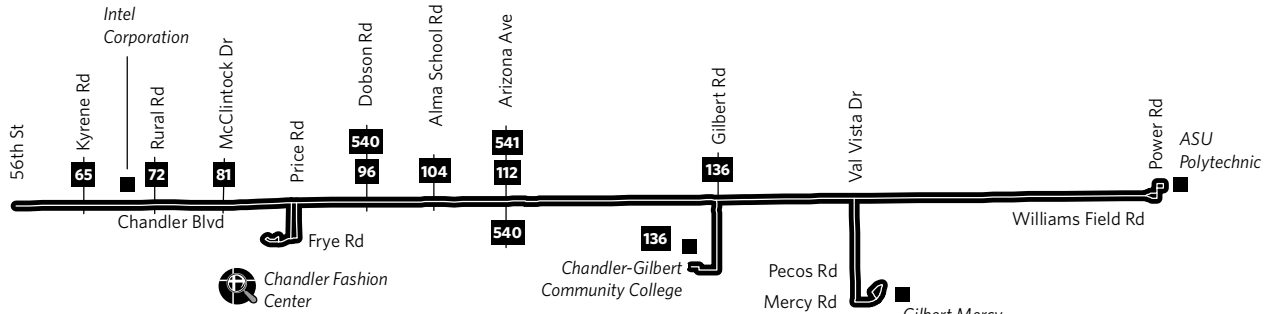 Intel
Corporation
56th St
Kyrene Rd
65
Rural Rd
72
McClintock Dr
81
Price Rd
Dobson Rd
540
96
Alma School Rd
104
Arizona Ave
541
112
540
Gilbert Rd
136
Val Vista Dr
Power Rd
ASU
Polytechnic
Chandler Blvd
Williams Field Rd
Frye Rd
Chandler Fashion
Center
136
Chandler-Gilbert
Community College
Pecos Rd
Mercy Rd
Gilbert Mercy